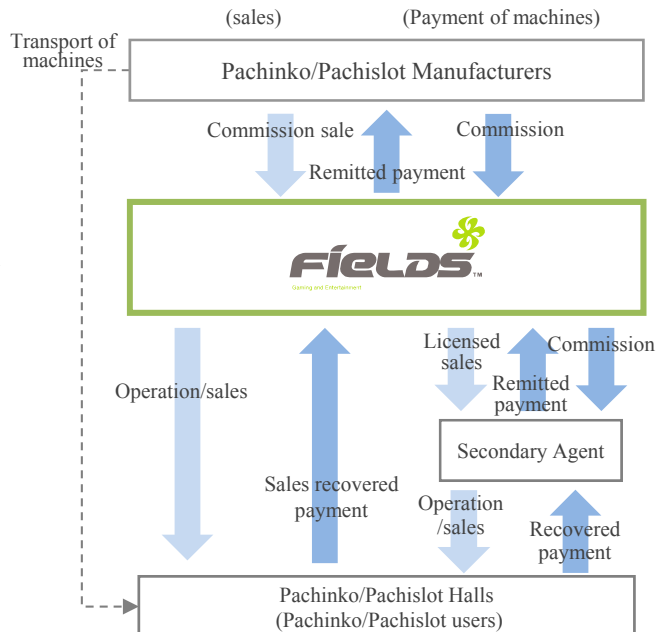 (sales)
(Payment of machines)
Transport of
machines
Pachinko/Pachislot Manufacturers
Commission sale
Commission
Remitted payment
FIELDS™
Gaming and Entertainment
Licensed
sales
Commission
Remitted
payment
Operation/sales
Secondary Agent
Sales recovered
payment
Operation
/sales
Recovered
payment
Pachinko/Pachislot Halls
(Pachinko/Pachislot users)